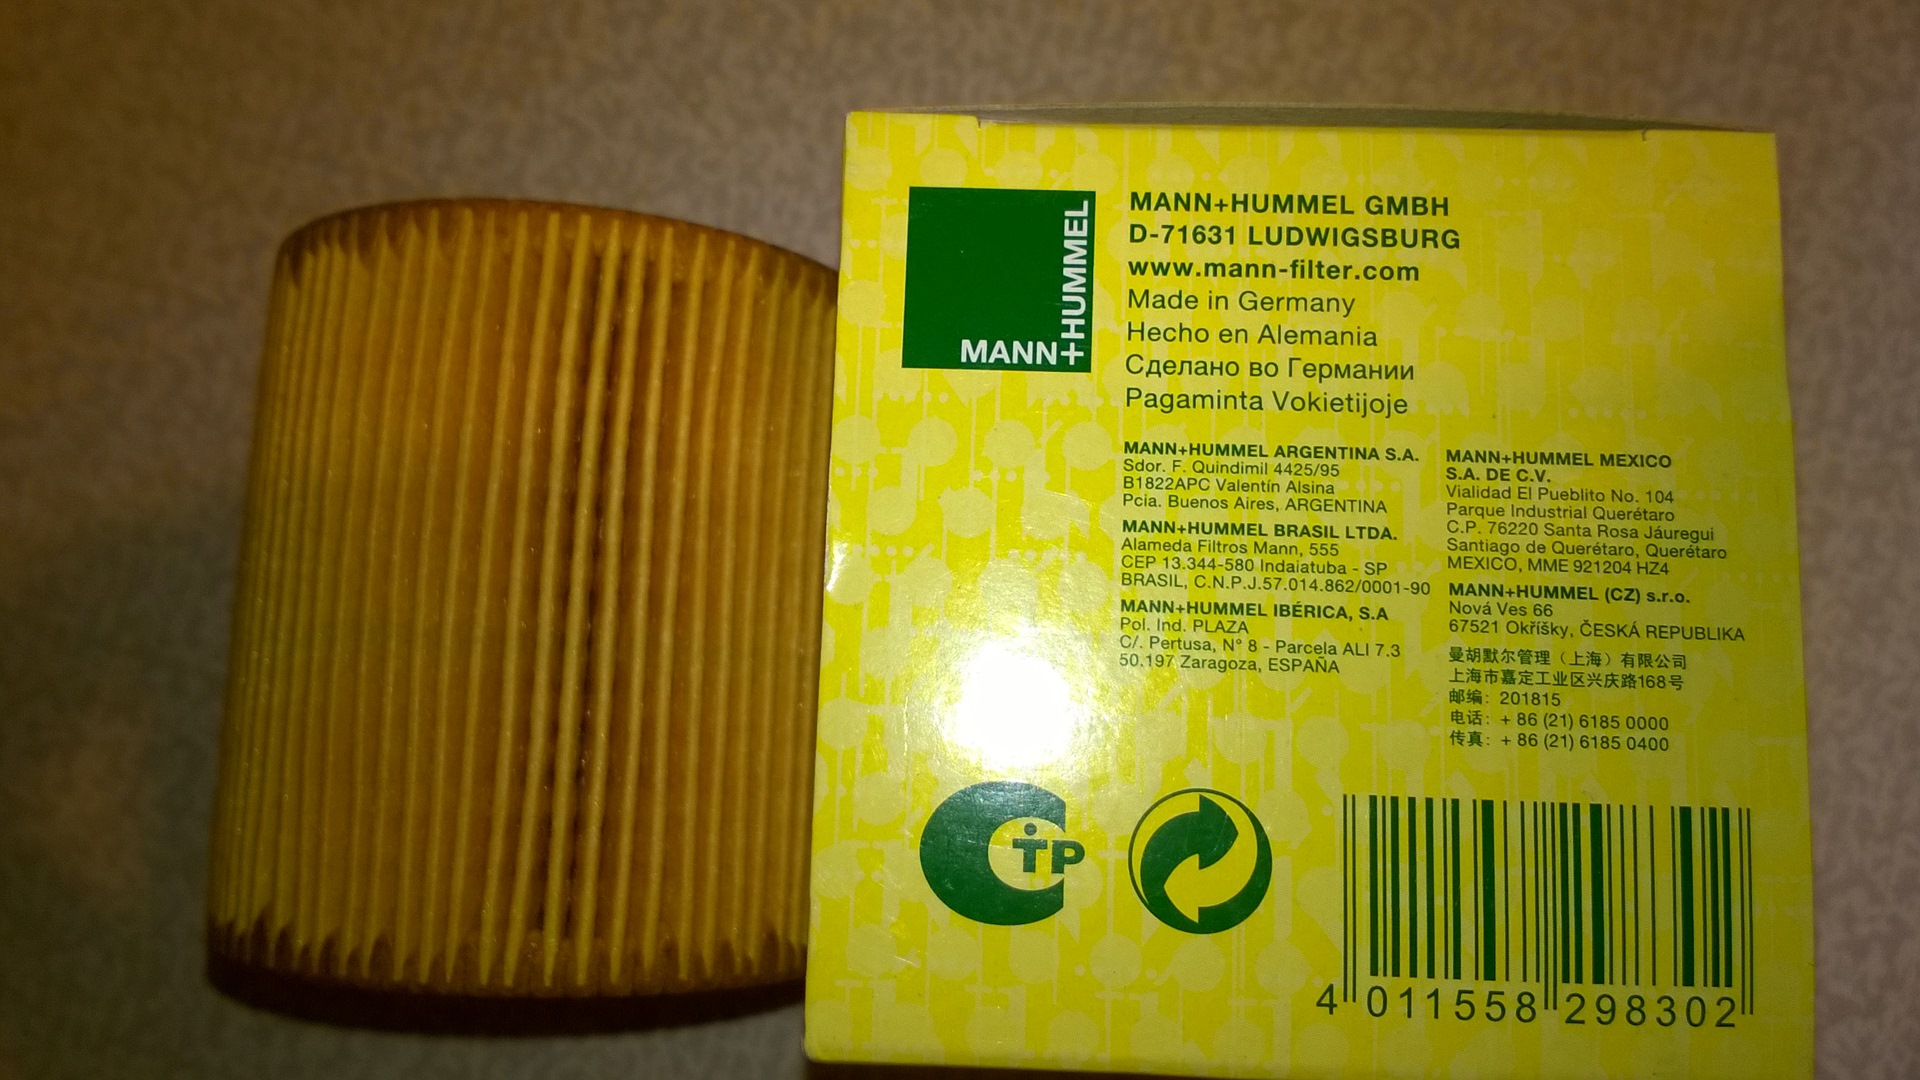 MANN+HUMMEL
MANN+HUMMEL GMBH
D-71631 LUDWIGSBURG
www.mann-filter.com
Made in Germany
Hecho en Alemania
Сделано во Германии
Pagaminta Vokietijoje
MANN+HUMMEL ARGENTINA S.A.
Sdor. F. Quindimil 4425/95
B1822APC Valentín Alsina
Pcia. Buenos Aires, ARGENTINA
MANN+HUMMEL BRASIL LTDA.
Alameda Filtros Mann, 555
CEP 13.344-580 Indaiatuba - SP
BRASIL, C.N.P.J.57.014.862/0001-90
MANN+HUMMEL IBÉRICA, S.A
Pol. Ind. PLAZA
C/. Pertusa, N° 8 - Parcela ALI 7.3
50.197 Zaragoza, ESPAÑA
MANN+HUMMEL MEXICO
S.A. DE C.V.
Vialidad El Pueblito No. 104
Parque Industrial Querétaro
C.P. 76220 Santa Rosa Jáuregui
Santiago de Querétaro, Querétaro
MEXICO, MME 921204 HZ4
MANN+HUMMEL (CZ) s.r.o.
Nová Ves 66
67521 Okříšky, ČESKÁ REPUBLIKA
曼胡默尔管理（上海）有限公司
上海市嘉定工业区兴庆路168号
邮编: 201815
电话: + 86 (21) 6185 0000
传真: + 86 (21) 6185 0400
СТР
4 011558 298302